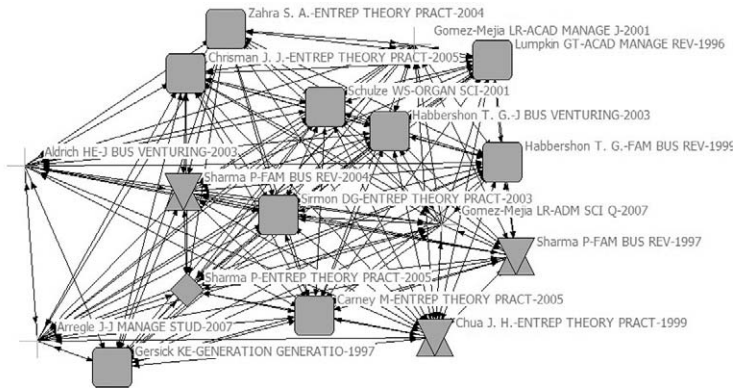 Zahra S. A.-ENTREP THEORY PRACT-2004
Gomez-Mejia LR-ACAD MANAGE J-2001
Lumpkin GT-ACAD MANAGE REV-1996
Chrisman J. J.-ENTREP THEORY PRACT-2005
Schulze WS-ORGAN SCI-2001
Habbershon T. G.-J BUS VENTURING-2003
Habbershon T. G.-FAM BUS REV-1999
Aldrich HE-J BUS VENTURING-2003
Sharma P-FAM BUS REV-2004
Sirmon DG-ENTREP THEORY PRACT-2003
Gomez-Mejia LR-ADM SCI Q-2007
Sharma P-FAM BUS REV-1997
Sharma P-ENTREP THEORY PRACT-2005
Carney M-ENTREP THEORY PRACT-2005
Chua J. H.-ENTREP THEORY PRACT-1999
Arregle J-J MANAGE STUD-2007
Gersick KE-GENERATION GENERATIO-1997